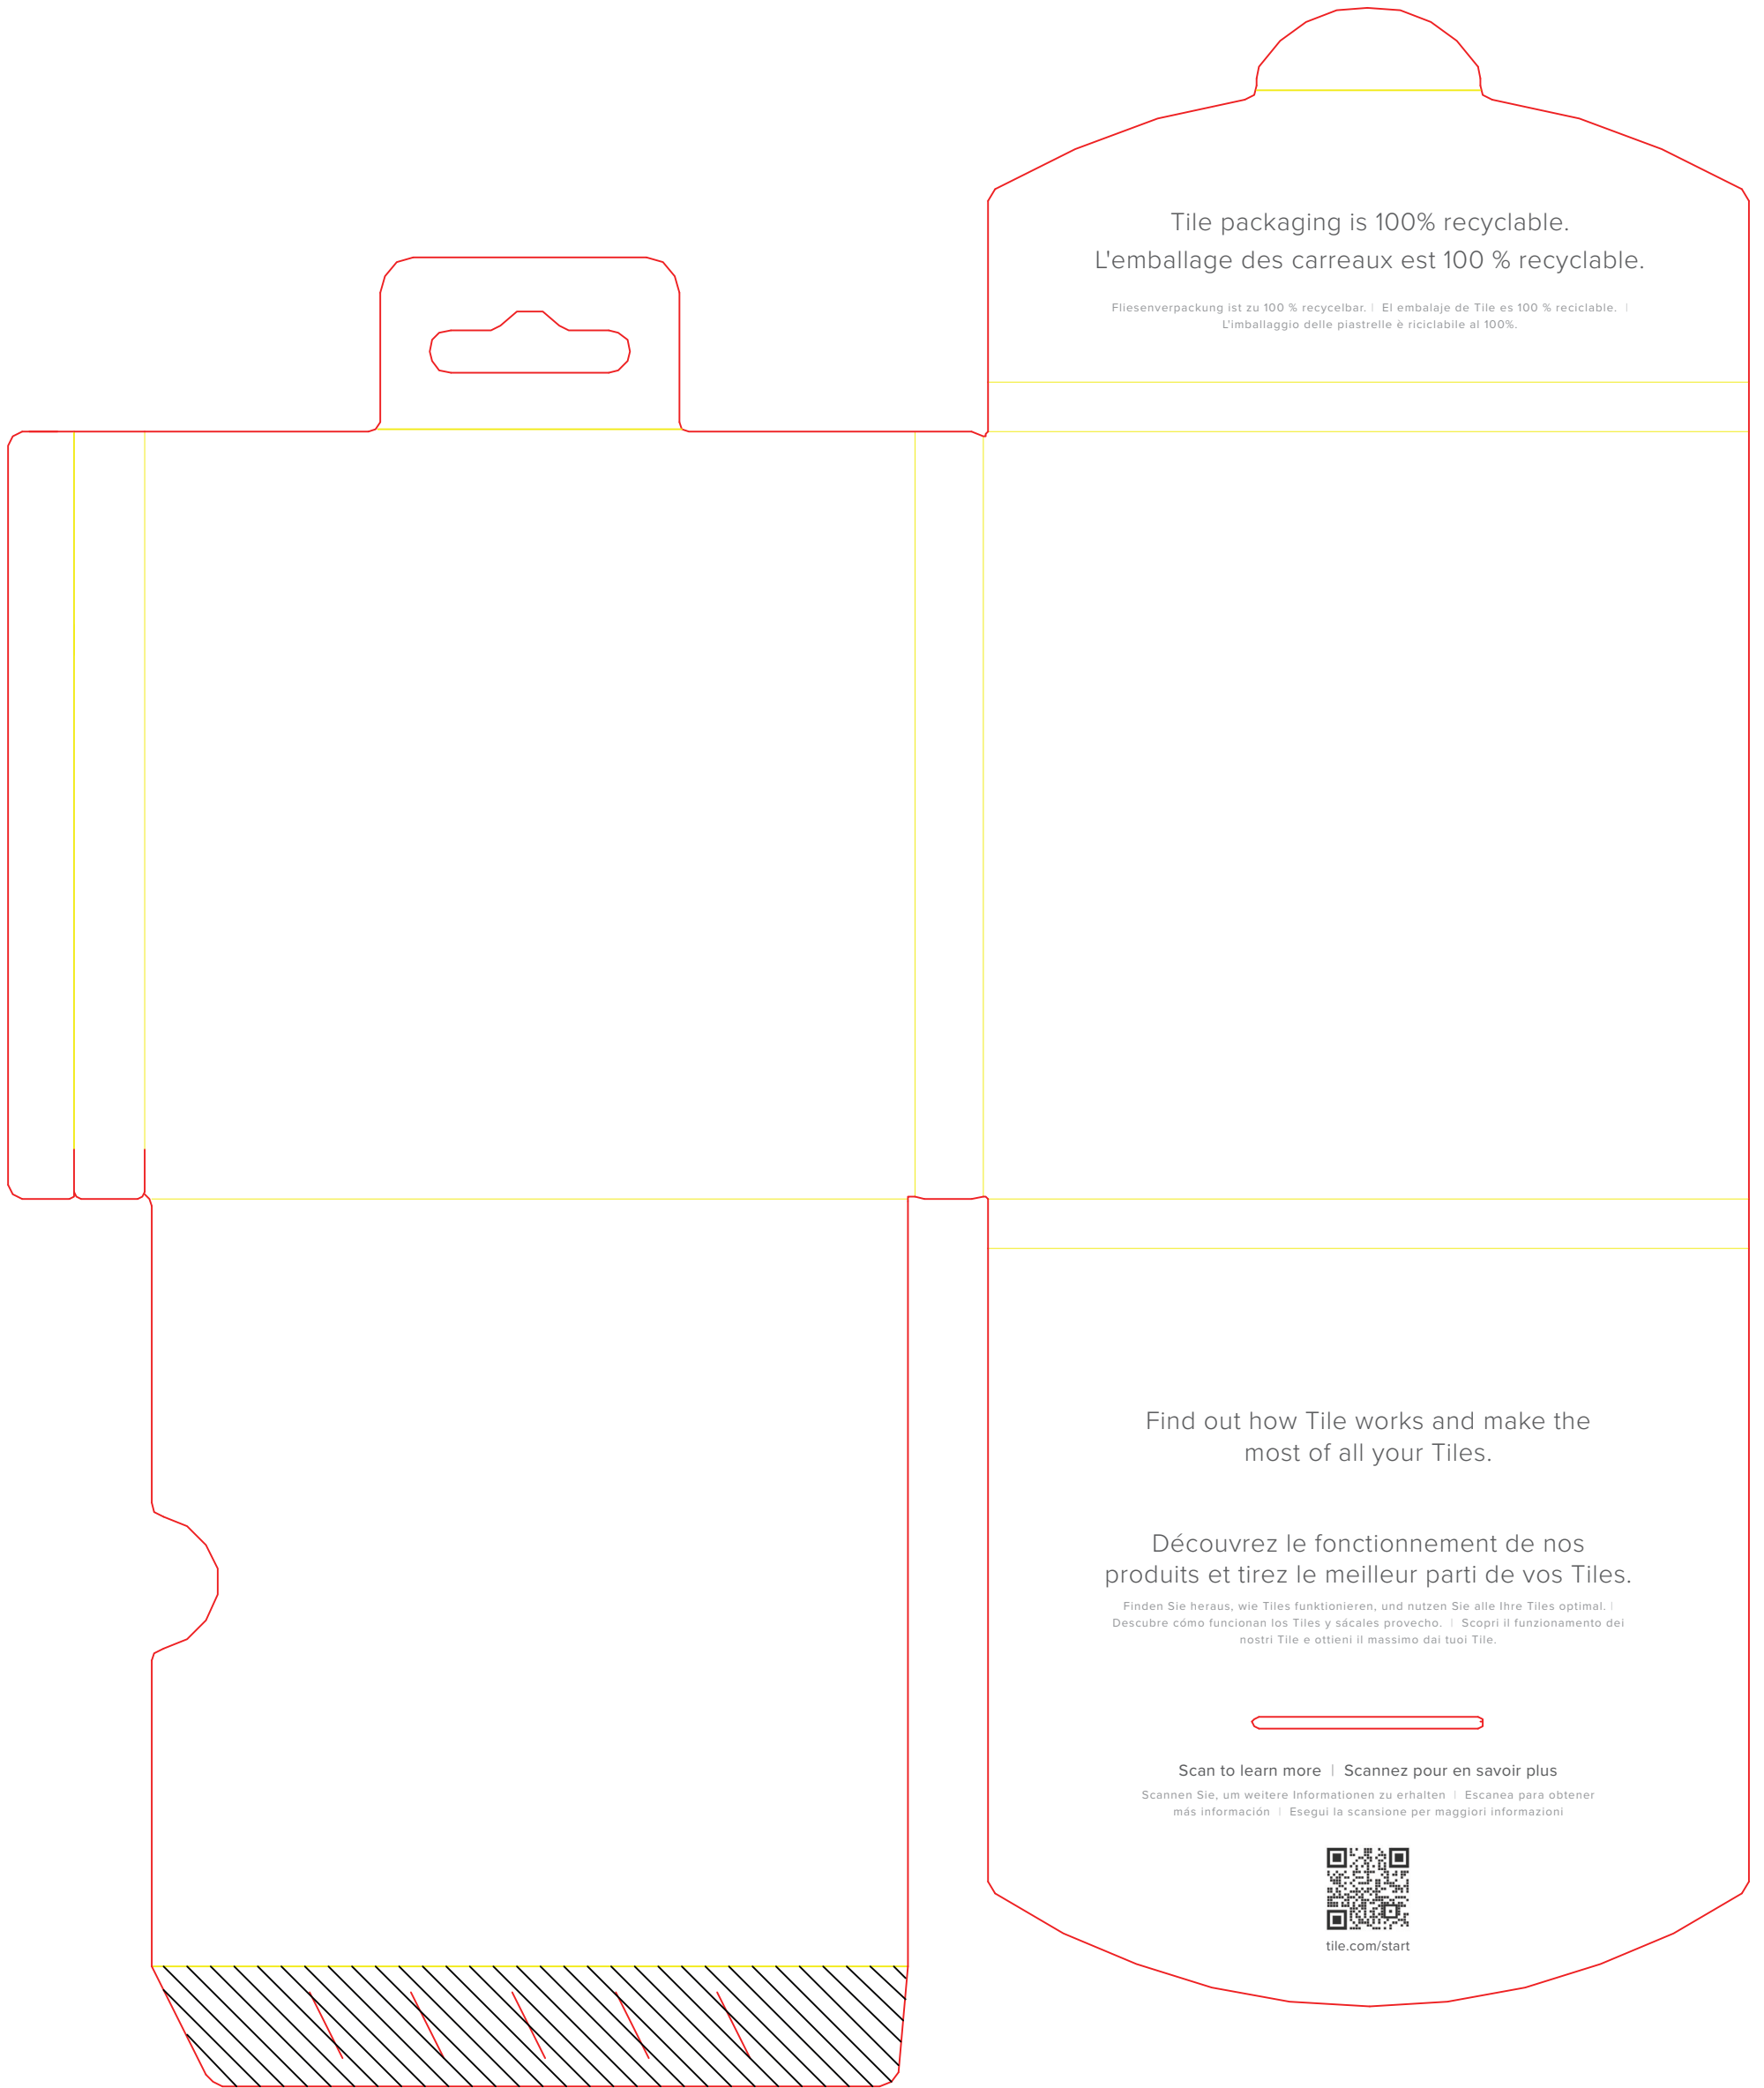 Tile packaging is 100% recyclable.
L'emballage des carreaux est 100 % recyclable.
Fliesenverpackung ist zu 100 % recycelbar. | El embalaje de Tile es 100 % reciclable. |
L'imballaggio delle piastrelle è riciclabile al 100%.
Find out how Tile works and make the
most of all your Tiles.
Découvrez le fonctionnement de nos
produits et tirez le meilleur parti de vos Tiles.
Finden Sie heraus, wie Tiles funktionieren, und nutzen Sie alle Ihre Tiles optimal. |
Descubre cómo funcionan los Tiles y sácales provecho. | Scopri il funzionamento dei
nostri Tile e ottieni il massimo dai tuoi Tile.
Scan to learn more | Scannez pour en savoir plus
Scannen Sie, um weitere Informationen zu erhalten | Escanea para obtener
más información | Esegui la scansione per maggiori informazioni
tile.com/start